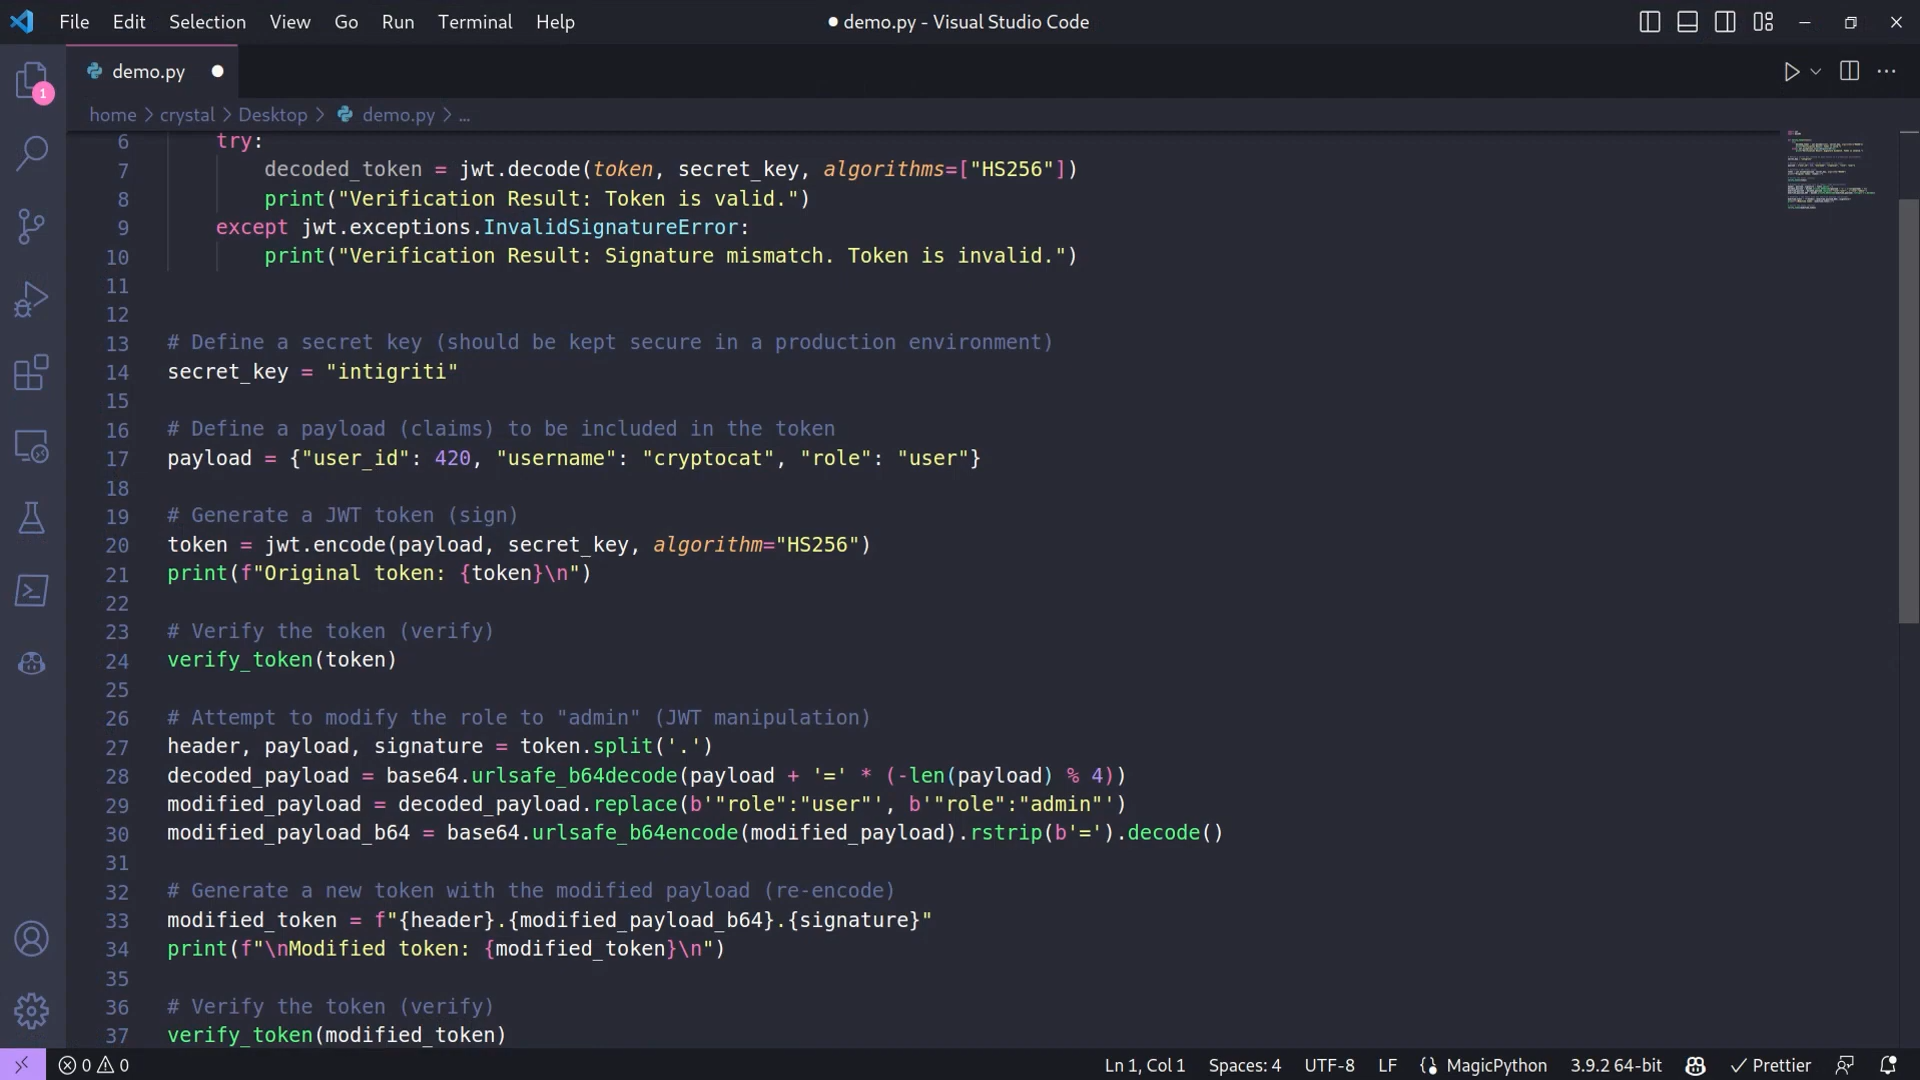 File Edit Selection View Go Run Terminal Help
● demo.py - Visual Studio Code
demo.py
home > crystal > Desktop > demo.py > ...
1
6 try:
7 decoded_token = jwt.decode(token, secret_key, algorithms=["HS256"])
8 print("Verification Result: Token is valid.")
9 except jwt.exceptions.InvalidSignatureError:
10 print("Verification Result: Signature mismatch. Token is invalid.")
11
12
13 # Define a secret key (should be kept secure in a production environment)
14 secret_key = "intigriti"
15
16 # Define a payload (claims) to be included in the token
17 payload = {"user_id": 420, "username": "cryptocat", "role": "user"}
18
19 # Generate a JWT token (sign)
20 token = jwt.encode(payload, secret_key, algorithm="HS256")
21 print(f"Original token: {token}\n")
22
23 # Verify the token (verify)
24 verify_token(token)
25
26 # Attempt to modify the role to "admin" (JWT manipulation)
27 header, payload, signature = token.split('.')
28 decoded_payload = base64.urlsafe_b64decode(payload + '=' * (-len(payload) % 4))
29 modified_payload = decoded_payload.replace(b'"role":"user"', b'"role":"admin"')
30 modified_payload_b64 = base64.urlsafe_b64encode(modified_payload).rstrip(b'=').decode()
31
32 # Generate a new token with the modified payload (re-encode)
33 modified_token = f"{header}.{modified_payload_b64}.{signature}"
34 print(f"\nModified token: {modified_token}\n")
35
36 # Verify the token (verify)
37 verify_token(modified_token)
0 0
Ln 1, Col 1 Spaces: 4 UTF-8 LF MagicPython 3.9.2 64-bit Prettier